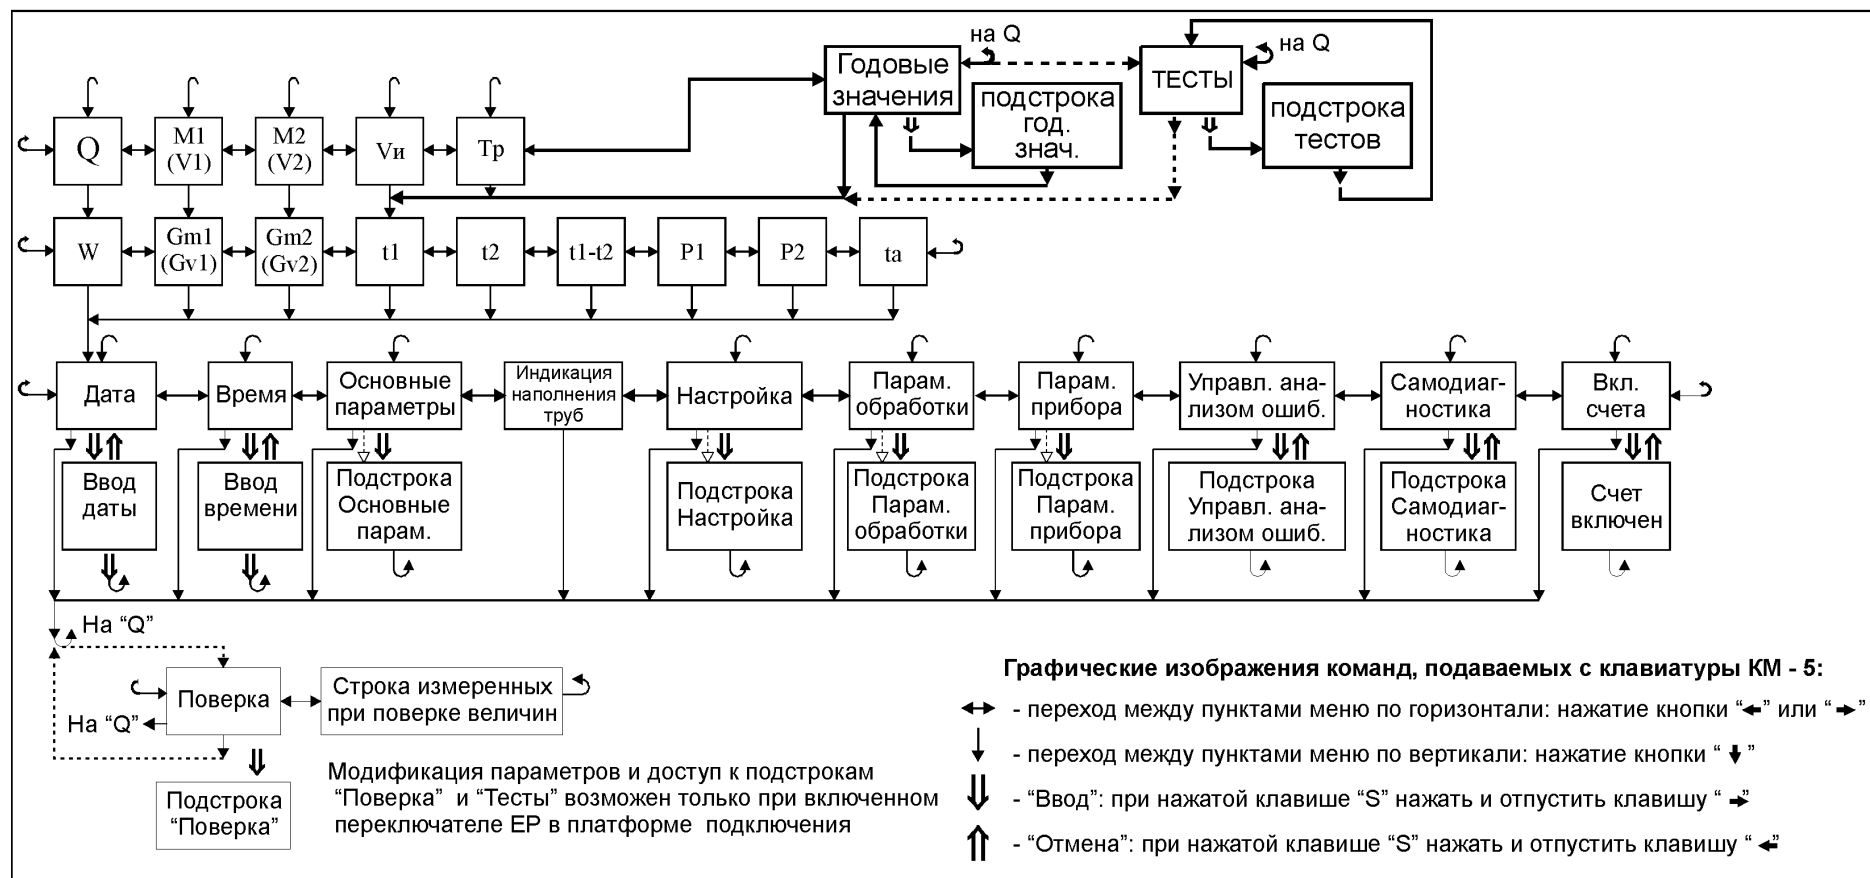 на Q
на Q
Годовые
значения
ТЕСТЫ
подстрока
год.
знач.
подстрока
тестов
Q
M1
(V1)
M2
(V2)
Vи
Тр
W
Gm1
(Gv1)
Gm2
(Gv2)
t1
t2
t1-t2
P1
P2
ta
Дата
Время
Основные
параметры
Индикация
наполнения
труб
Настройка
Парам.
обработки
Парам.
прибора
Управл. ана-
лизом ошиб.
Самодиаг-
ностика
Вкл.
счета
Ввод
даты
Ввод
времени
Подстрока
Основные
парам.
Подстрока
Настройка
Подстрока
Парам.
обработки
Подстрока
Парам.
прибора
Подстрока
Управл. ана-
лизом ошиб.
Подстрока
Самодиаг-
ностика
Счет
включен
На “Q”
Поверка
Строка измеренных
при поверке величин
На “Q”
Подстрока
“Поверка”
Модификация параметров и доступ к подстрокам
“Поверка” и “Тесты” возможен только при включенном
переключателе EP в платформе подключения
Графические изображения команд, подаваемых с клавиатуры КМ - 5:
- переход между пунктами меню по горизонтали: нажатие кнопки “←” или “→”
- переход между пунктами меню по вертикали: нажатие кнопки “↓”
- “Ввод”: при нажатой клавише “S” нажать и отпустить клавишу “→”
- “Отмена”: при нажатой клавише “S” нажать и отпустить клавишу “←